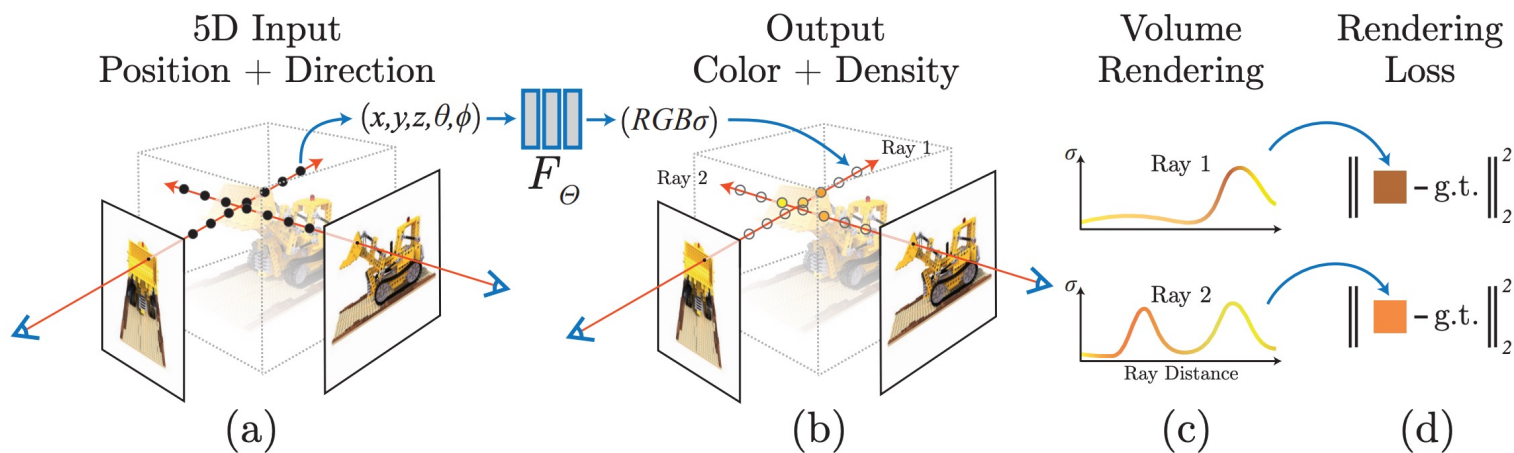 5D Input
Position + Direction
Output
Color + Density
Volume
Rendering
Rendering
Loss
(x,y,z,θ,ϕ)
F_Θ
(RGBσ)
Ray 1
Ray 2
σ
Ray 1
‖ – g.t. ‖²₂
σ
Ray 2
Ray Distance
‖ – g.t. ‖²₂
(a)
(b)
(c)
(d)